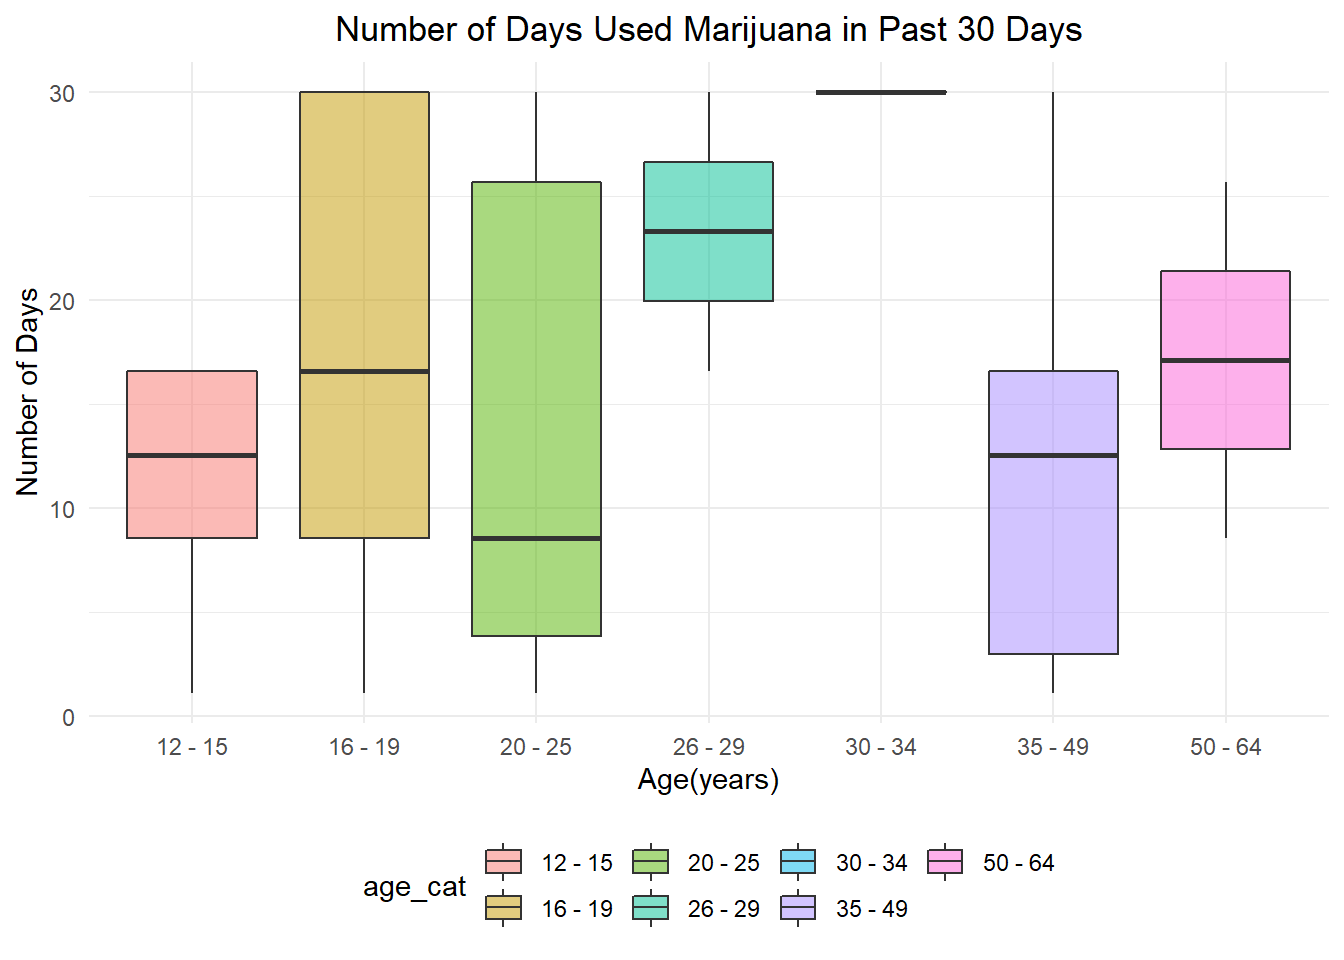 Number of Days Used Marijuana in Past 30 Days
Number of Days
30
20
10
0
12 - 15 16 - 19 20 - 25 26 - 29 30 - 34 35 - 49 50 - 64
Age(years)
age_cat
12 - 15 20 - 25 30 - 34 50 - 64
16 - 19 26 - 29 35 - 49